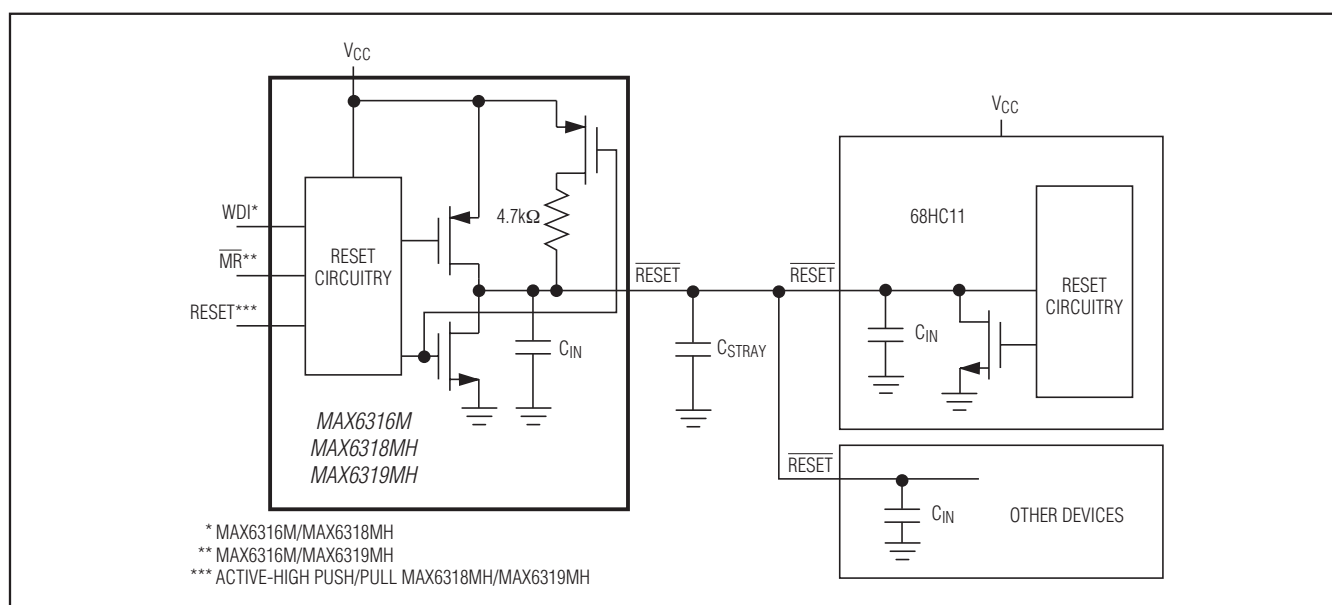 VCC
WDI*
MR**
RESET***
RESET
CIRCUITRY
4.7kΩ
CIN
MAX6316M
MAX6318MH
MAX6319MH
RESET
CSTRAY
RESET
VCC
68HC11
CIN
RESET
CIRCUITRY
RESET
CIN
OTHER DEVICES
* MAX6316M/MAX6318MH
** MAX6316M/MAX6319MH
*** ACTIVE-HIGH PUSH/PULL MAX6318MH/MAX6319MH